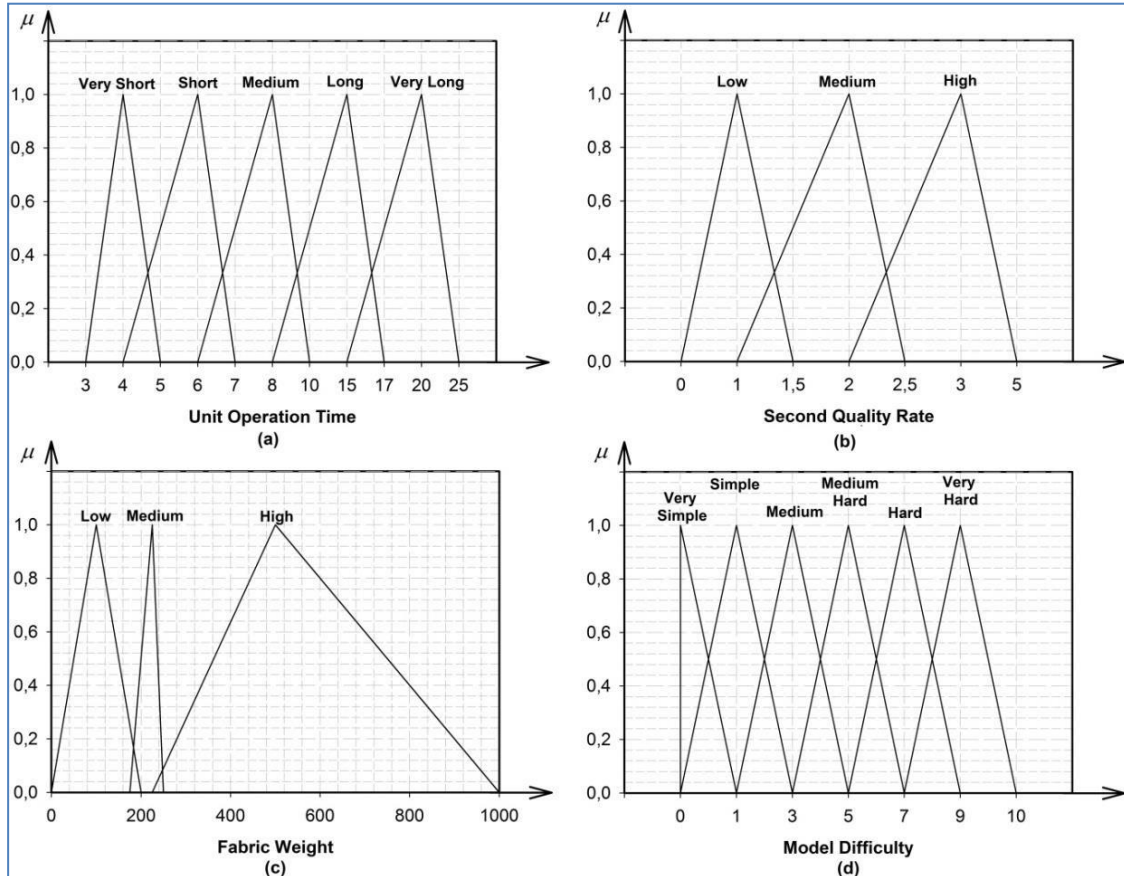 μ
Very Short Short Medium Long Very Long
1,0
0,8
0,6
0,4
0,2
0,0
3 4 5 6 7 8 10 15 17 20 25
Unit Operation Time
(a)
μ
Low Medium High
1,0
0,8
0,6
0,4
0,2
0,0
0 1 1,5 2 2,5 3 5
Second Quality Rate
(b)
μ
Low Medium High
1,0
0,8
0,6
0,4
0,2
0,0
0 200 400 600 800 1000
Fabric Weight
(c)
μ
Very
Simple
Simple
Medium
Medium
Hard
Hard
Very
Hard
1,0
0,8
0,6
0,4
0,2
0,0
0 1 3 5 7 9 10
Model Difficulty
(d)